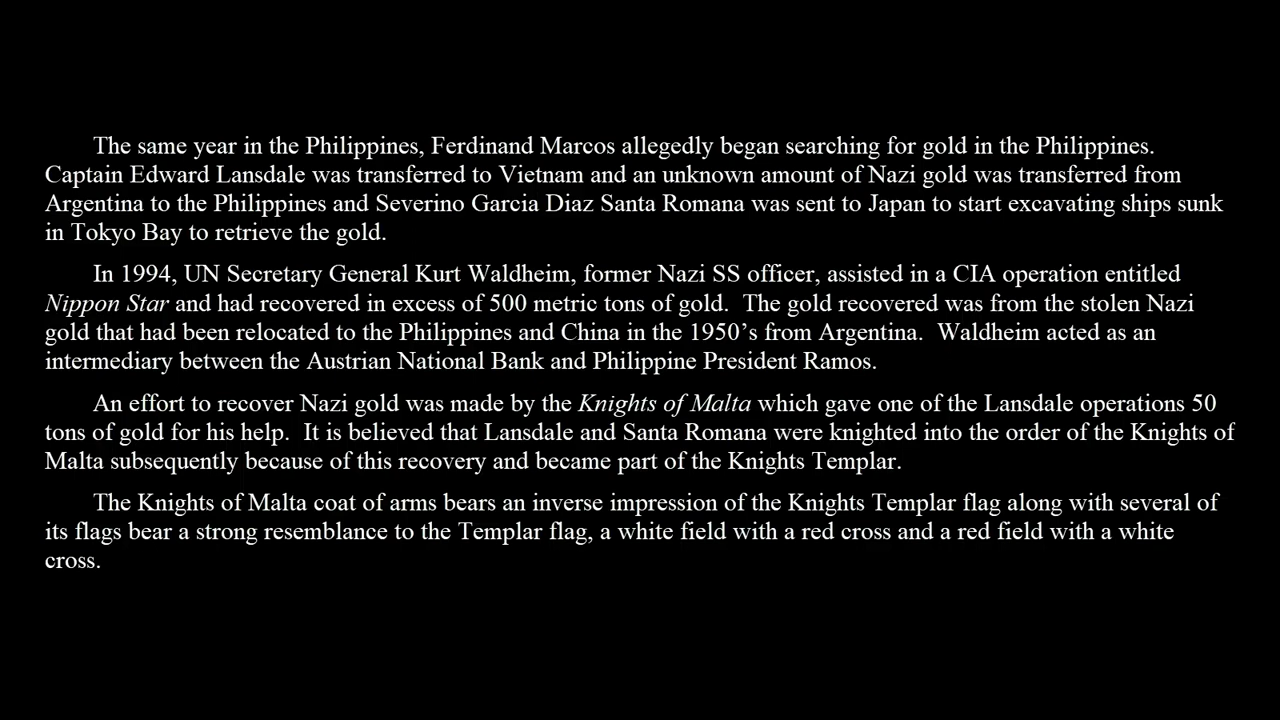 The same year in the Philippines, Ferdinand Marcos allegedly began searching for gold in the Philippines.
Captain Edward Lansdale was transferred to Vietnam and an unknown amount of Nazi gold was transferred from
Argentina to the Philippines and Severino Garcia Diaz Santa Romana was sent to Japan to start excavating ships sunk
in Tokyo Bay to retrieve the gold.
In 1994, UN Secretary General Kurt Waldheim, former Nazi SS officer, assisted in a CIA operation entitled
Nippon Star and had recovered in excess of 500 metric tons of gold.  The gold recovered was from the stolen Nazi
gold that had been relocated to the Philippines and China in the 1950’s from Argentina.  Waldheim acted as an
intermediary between the Austrian National Bank and Philippine President Ramos.
An effort to recover Nazi gold was made by the Knights of Malta which gave one of the Lansdale operations 50
tons of gold for his help.  It is believed that Lansdale and Santa Romana were knighted into the order of the Knights of
Malta subsequently because of this recovery and became part of the Knights Templar.
The Knights of Malta coat of arms bears an inverse impression of the Knights Templar flag along with several of
its flags bear a strong resemblance to the Templar flag, a white field with a red cross and a red field with a white
cross.